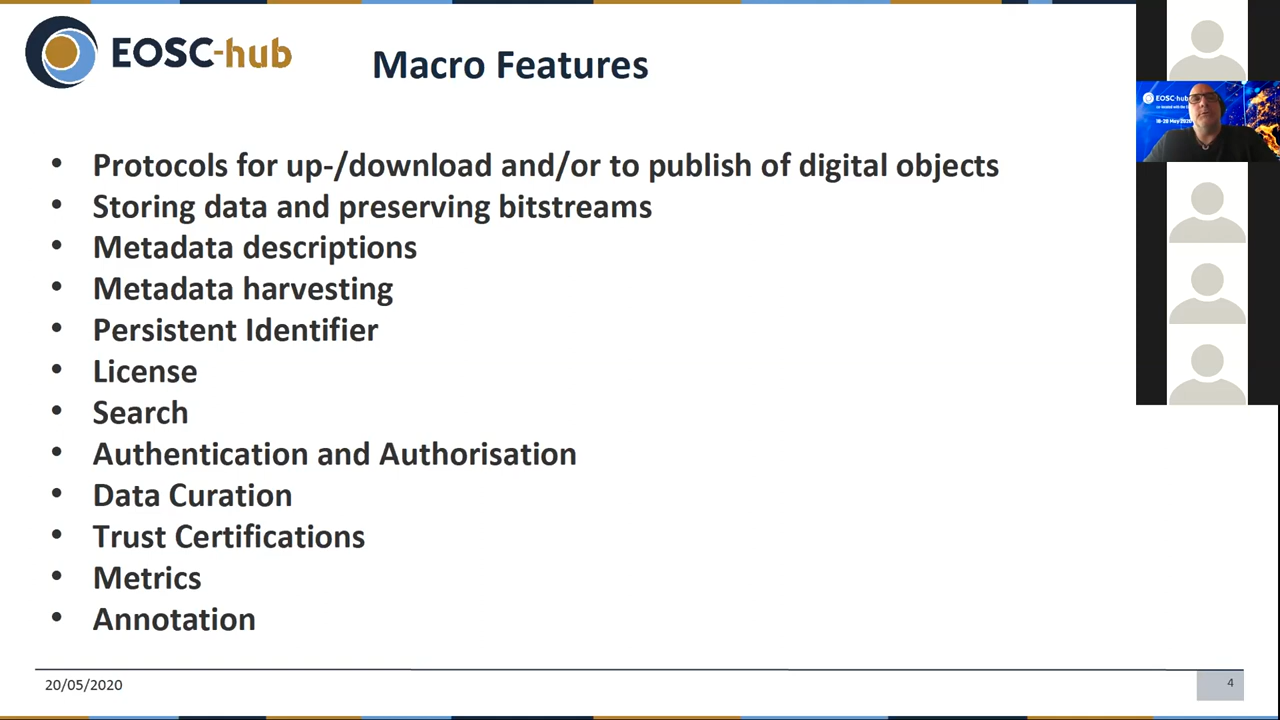 EOSC-hub
Macro Features
• Protocols for up-/download and/or to publish of digital objects
• Storing data and preserving bitstreams
• Metadata descriptions
• Metadata harvesting
• Persistent Identifier
• License
• Search
• Authentication and Authorisation
• Data Curation
• Trust Certifications
• Metrics
• Annotation
20/05/2020
4
EOSC-hub